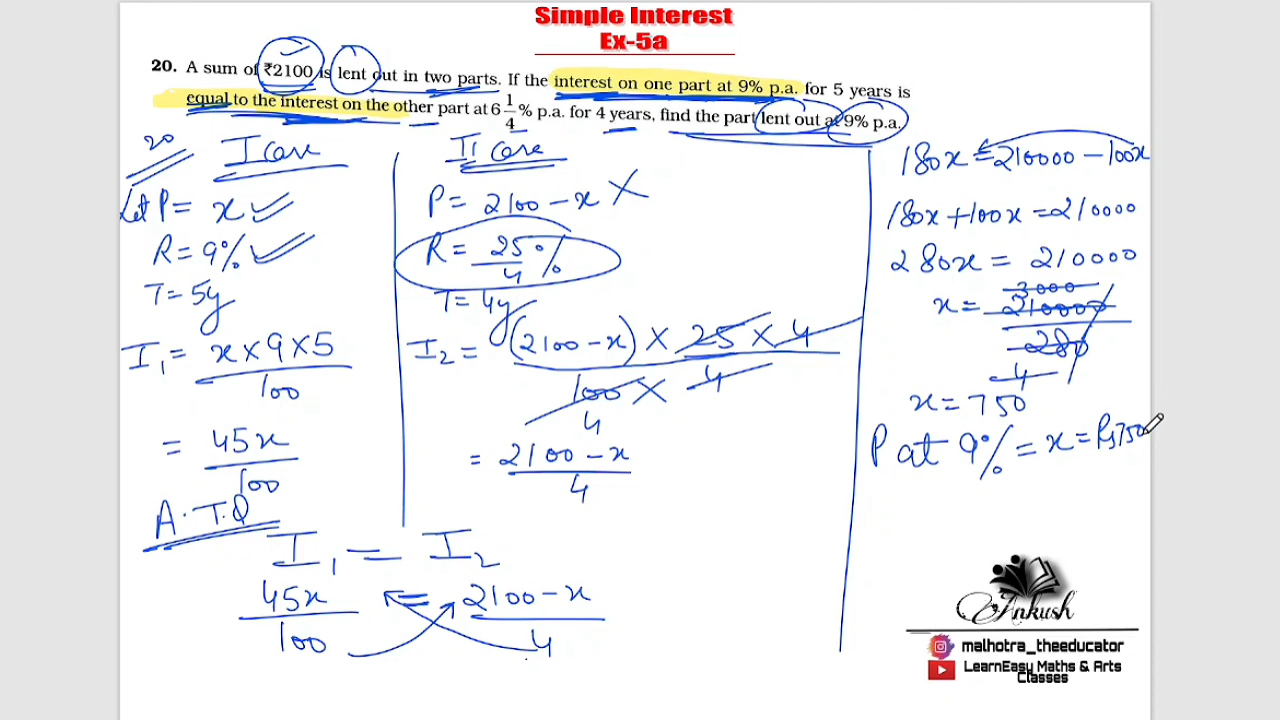 Simple Interest
Ex-5a
20. A sum of ₹2100 is lent out in two parts. If the interest on one part at 9% p.a. for 5 years is
equal to the interest on the other part at 6 1/4 % p.a. for 4 years, find the part lent out at 9% p.a.
20
I Case
Let P = x
R = 9%
T = 5y
I₁ = x × 9 × 5 / 100
= 45x / 100
A.T.Q
II Case
P = 2100 - x
R = 25/4 %
T = 4y
I₂ = (2100 - x) × 25 × 4 / 100 × 4
4
= 2100 - x / 4
I₁ = I₂
45x / 100 = 2100 - x / 4
180x = 210000 - 100x
180x + 100x = 210000
280x = 210000
3000
x = 210000 / 280
4
x = 750
P at 9% = x = Rs 750
Ankush
malhotra_theeducator
LearnEasy Maths & Arts
Classes